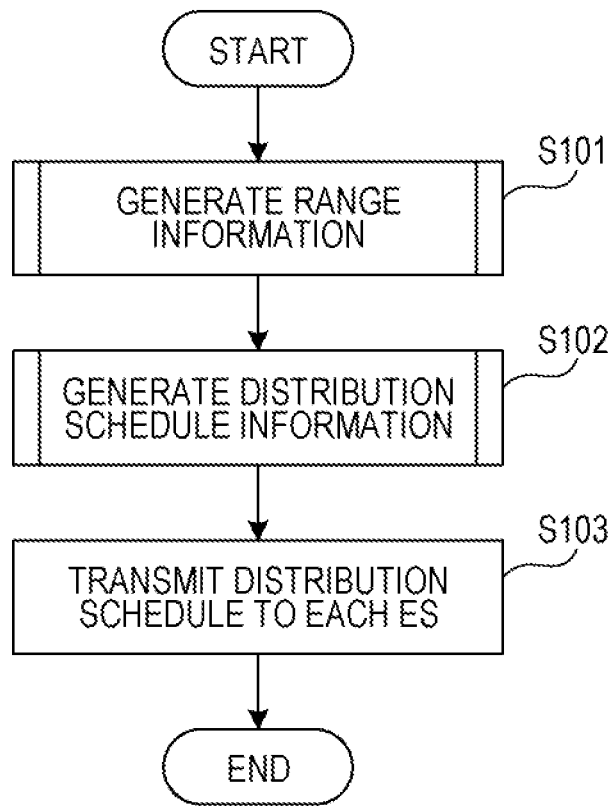 START
S101
GENERATE RANGE
INFORMATION
S102
GENERATE DISTRIBUTION
SCHEDULE INFORMATION
S103
TRANSMIT DISTRIBUTION
SCHEDULE TO EACH ES
END